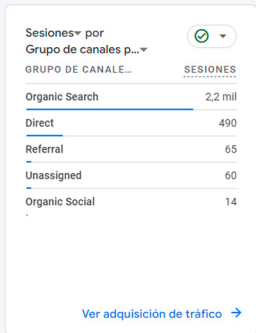 Sesiones por
Grupo de canales p...
GRUPO DE CANALE... SESIONES
Organic Search 2,2 mil
Direct 490
Referral 65
Unassigned 60
Organic Social 14
Ver adquisición de tráfico